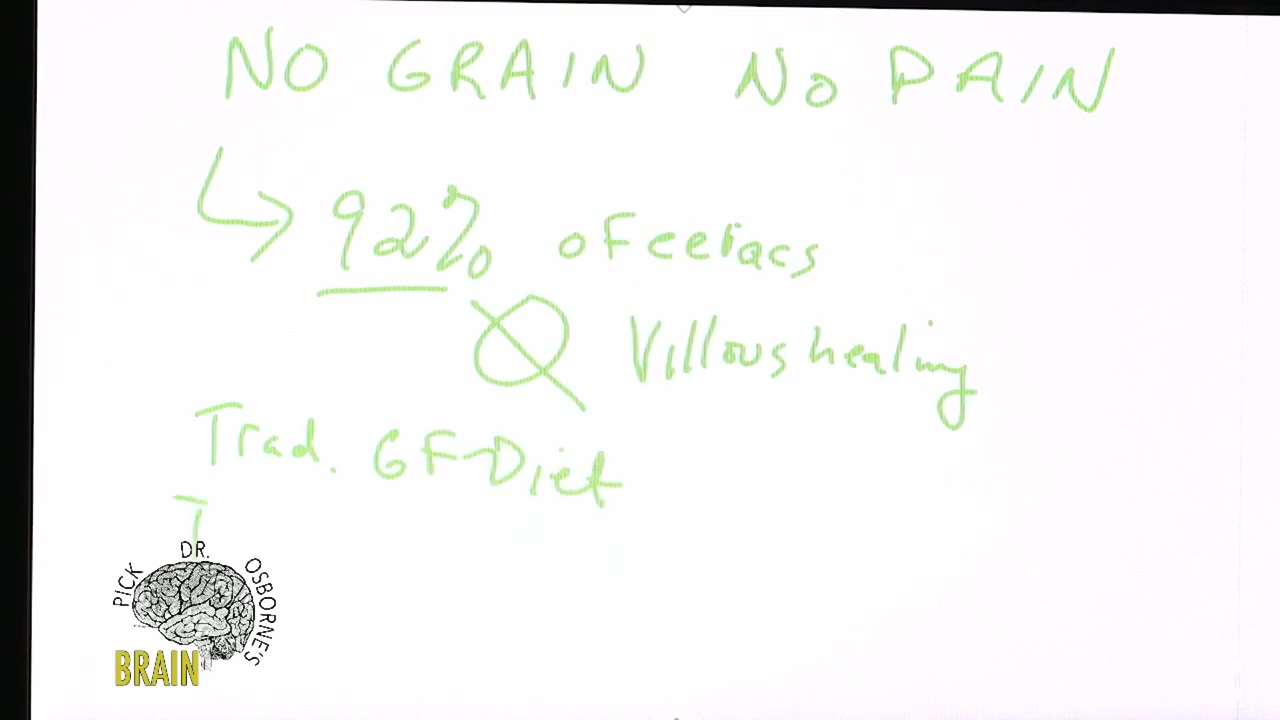 NO GRAIN NO PAIN
92% of celiacs
Villous healing
Trad. GF-Diet
T
PICK DR. OSBORNE'S
BRAIN